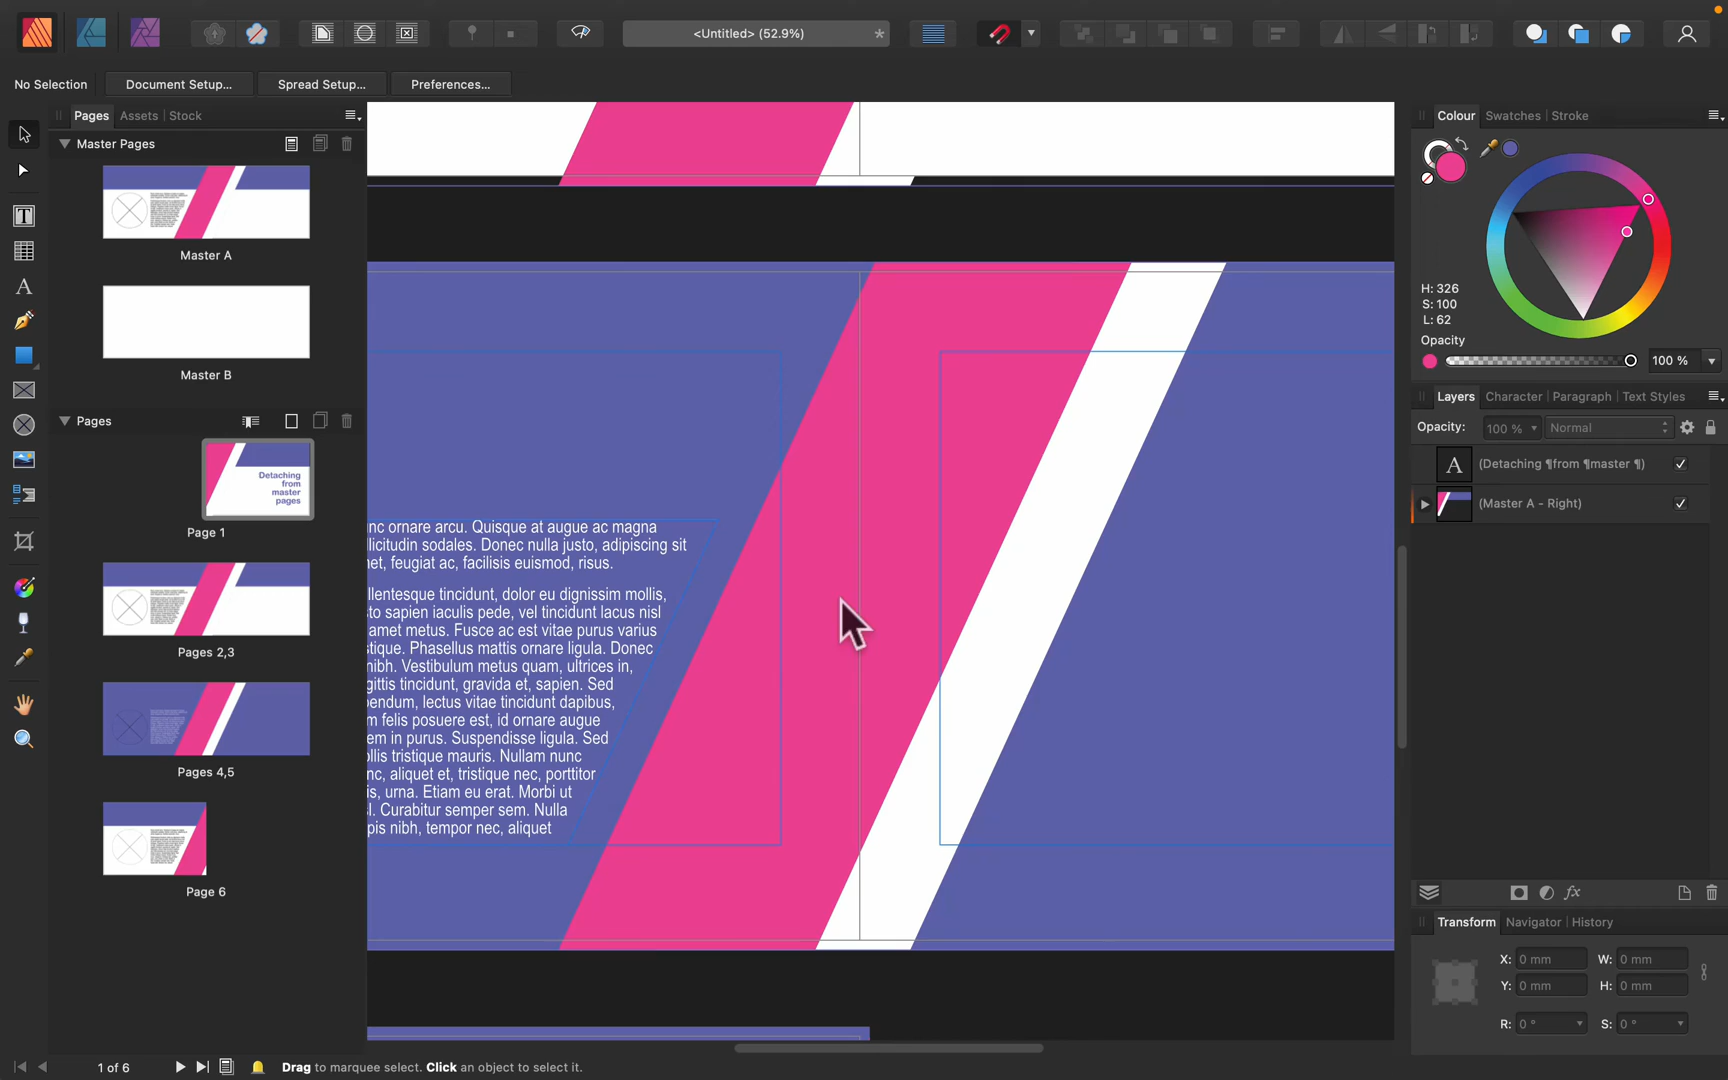 <Untitled> (52.9%)
*
No Selection
Document Setup...
Spread Setup...
Preferences...
Pages
Assets
Stock
Master Pages
Master A
Master B
Pages
Detaching
from
master
pages
Page 1
Pages 2,3
Pages 4,5
Page 6
nc ornare arcu. Quisque at augue ac magna
llicitudin sodales. Donec nulla justo, adipiscing sit
net, feugiat ac, facilisis euismod, risus.
llentesque tincidunt, dolor eu dignissim mollis,
sto sapien iaculis pede, vel tincidunt lacus nisl
amet metus. Fusce ac est vitae purus varius
stique. Phasellus mattis ornare ligula. Donec
nibh. Vestibulum metus quam, ultrices in,
gittis tincidunt, gravida et, sapien. Sed
pendum, lectus vitae tincidunt dapibus,
m felis posuere est, id ornare augue
em in purus. Suspendisse ligula. Sed
ollis tristique mauris. Nullam nunc
nc, aliquet et, tristique nec, porttitor
is, urna. Etiam eu erat. Morbi ut
sl. Curabitur semper sem. Nulla
pis nibh, tempor nec, aliquet
Colour
Swatches
Stroke
H: 326
S: 100
L: 62
Opacity
100 %
Layers
Character
Paragraph
Text Styles
Opacity:
100 %
Normal
A
(Detaching ¶from ¶master ¶)
(Master A - Right)
fx
Transform
Navigator
History
X: 0 mm
W: 0 mm
Y: 0 mm
H: 0 mm
R: 0 °
S: 0 °
1 of 6
Drag to marquee select. Click an object to select it.